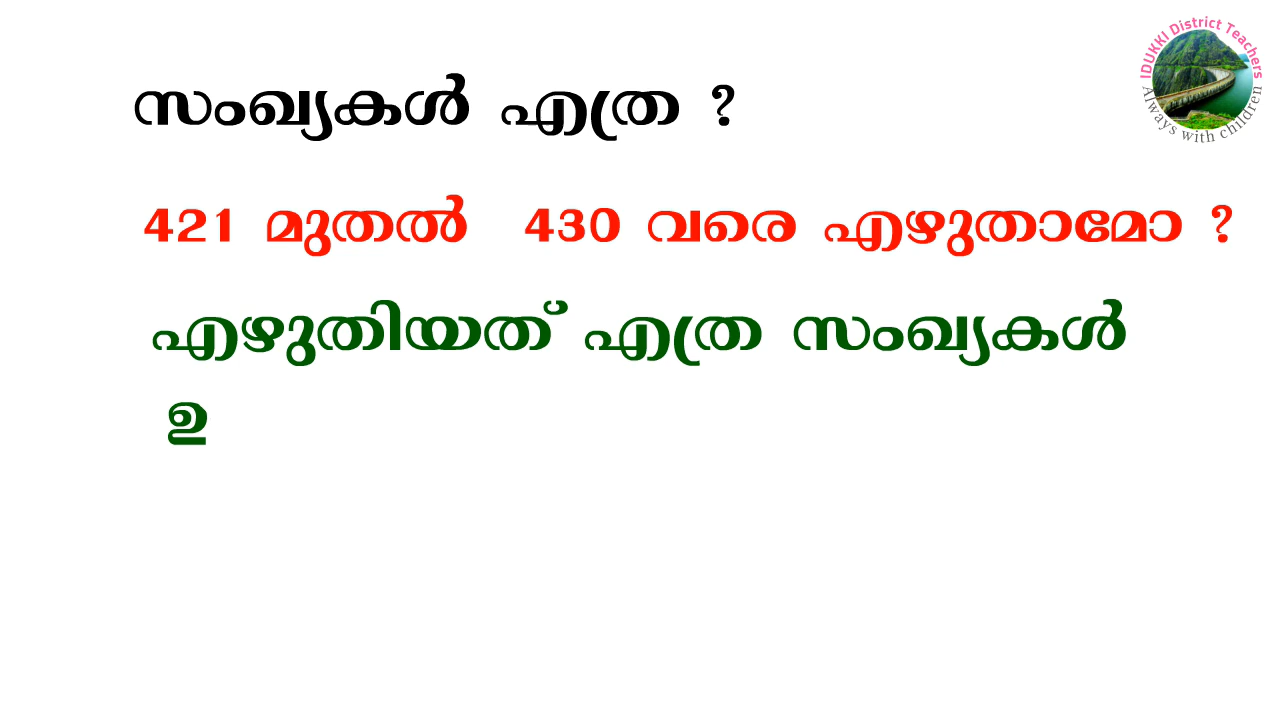 IDUKKI District Teachers
Always with children
സംഖ്യകൾ എത്ര ?
421 മുതൽ 430 വരെ എഴുതാമോ ?
എഴുതിയത് എത്ര സംഖ്യകൾ
ഉ